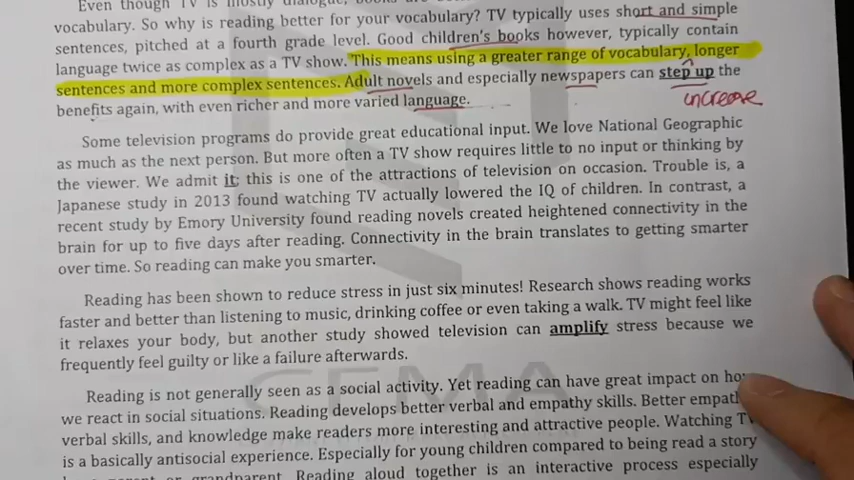 Even though TV is mostly dialogue, books are
vocabulary. So why is reading better for your vocabulary? TV typically uses short and simple
sentences, pitched at a fourth grade level. Good children's books however, typically contain
language twice as complex as a TV show. This means using a greater range of vocabulary, longer
sentences and more complex sentences. Adult novels and especially newspapers can step up the
benefits again, with even richer and more varied language.
increase
Some television programs do provide great educational input. We love National Geographic
as much as the next person. But more often a TV show requires little to no input or thinking by
the viewer. We admit it; this is one of the attractions of television on occasion. Trouble is, a
Japanese study in 2013 found watching TV actually lowered the IQ of children. In contrast, a
recent study by Emory University found reading novels created heightened connectivity in the
brain for up to five days after reading. Connectivity in the brain translates to getting smarter
over time. So reading can make you smarter.
Reading has been shown to reduce stress in just six minutes! Research shows reading works
faster and better than listening to music, drinking coffee or even taking a walk. TV might feel like
it relaxes your body, but another study showed television can amplify stress because we
frequently feel guilty or like a failure afterwards.
Reading is not generally seen as a social activity. Yet reading can have great impact on how
we react in social situations. Reading develops better verbal and empathy skills. Better empath
verbal skills, and knowledge make readers more interesting and attractive people. Watching TV
is a basically antisocial experience. Especially for young children compared to being read a story
parent or grandparent. Reading aloud together is an interactive process especially